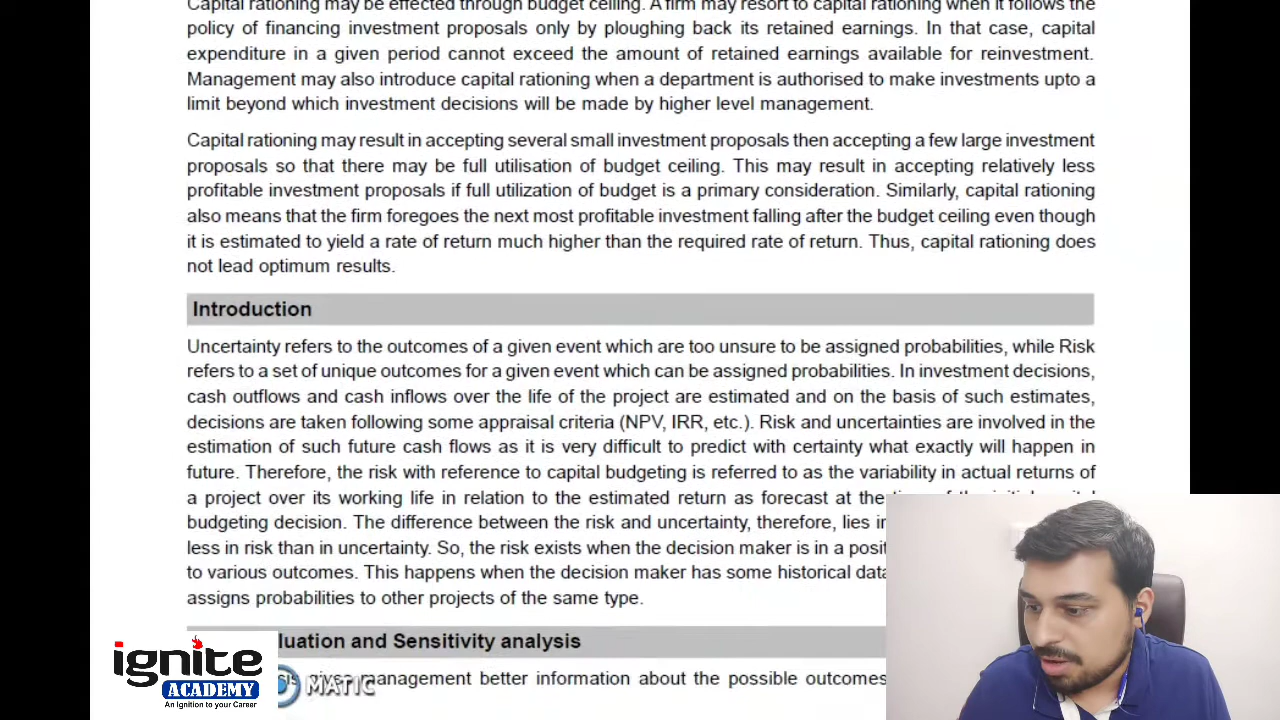 Capital rationing may be effected through budget ceiling. A firm may resort to capital rationing when it follows the
policy of financing investment proposals only by ploughing back its retained earnings. In that case, capital
expenditure in a given period cannot exceed the amount of retained earnings available for reinvestment.
Management may also introduce capital rationing when a department is authorised to make investments upto a
limit beyond which investment decisions will be made by higher level management.
Capital rationing may result in accepting several small investment proposals then accepting a few large investment
proposals so that there may be full utilisation of budget ceiling. This may result in accepting relatively less
profitable investment proposals if full utilization of budget is a primary consideration. Similarly, capital rationing
also means that the firm foregoes the next most profitable investment falling after the budget ceiling even though
it is estimated to yield a rate of return much higher than the required rate of return. Thus, capital rationing does
not lead optimum results.
Introduction
Uncertainty refers to the outcomes of a given event which are too unsure to be assigned probabilities, while Risk
refers to a set of unique outcomes for a given event which can be assigned probabilities. In investment decisions,
cash outflows and cash inflows over the life of the project are estimated and on the basis of such estimates,
decisions are taken following some appraisal criteria (NPV, IRR, etc.). Risk and uncertainties are involved in the
estimation of such future cash flows as it is very difficult to predict with certainty what exactly will happen in
future. Therefore, the risk with reference to capital budgeting is referred to as the variability in actual returns of
a project over its working life in relation to the estimated return as forecast at the time of the initial capital
budgeting decision. The difference between the risk and uncertainty, therefore, lies in
less in risk than in uncertainty. So, the risk exists when the decision maker is in a posit
to various outcomes. This happens when the decision maker has some historical data
assigns probabilities to other projects of the same type.
luation and Sensitivity analysis
gives management better information about the possible outcomes
MATIC
ignite
ACADEMY
An Ignition to your Career